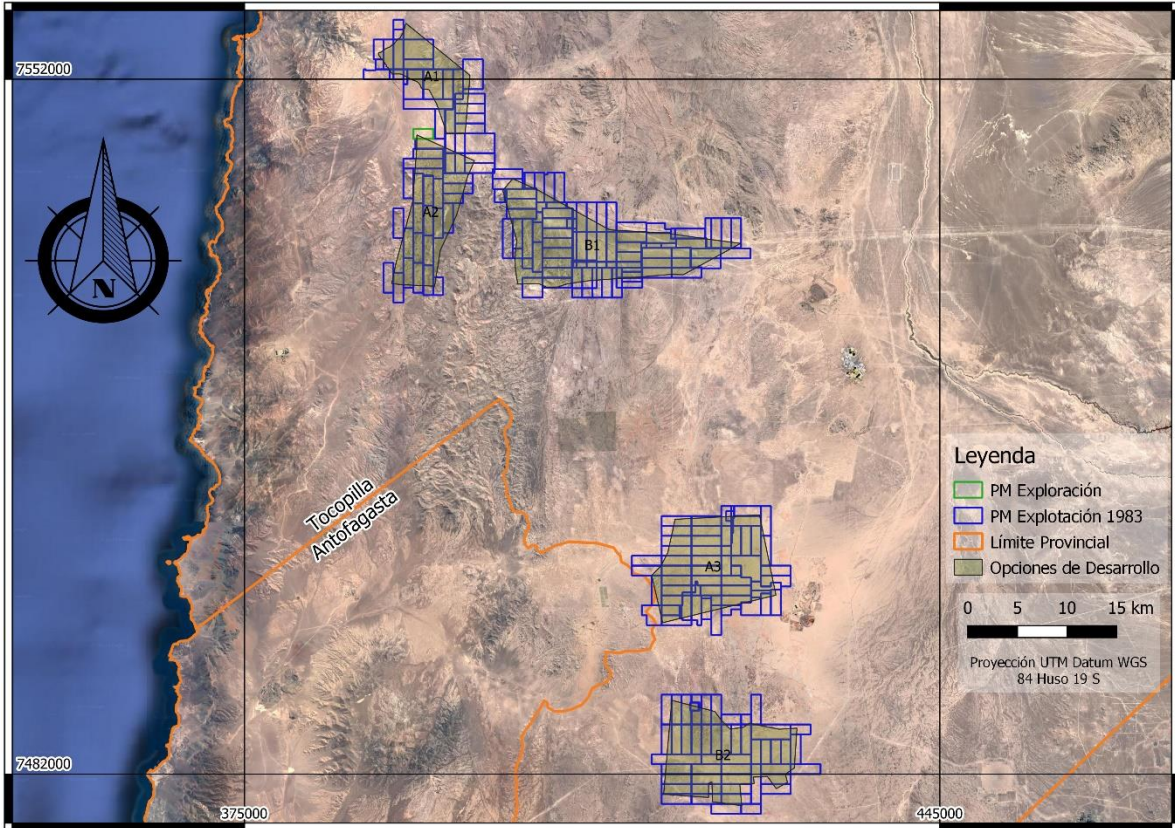 7552000
A1
A2
B1
N
Tocopilla
Antofagasta
Leyenda
PM Exploración
PM Explotación 1983
Límite Provincial
Opciones de Desarrollo
0 5 10 15 km
Proyección UTM Datum WGS
84 Huso 19 S
A3
B2
7482000
375000
445000